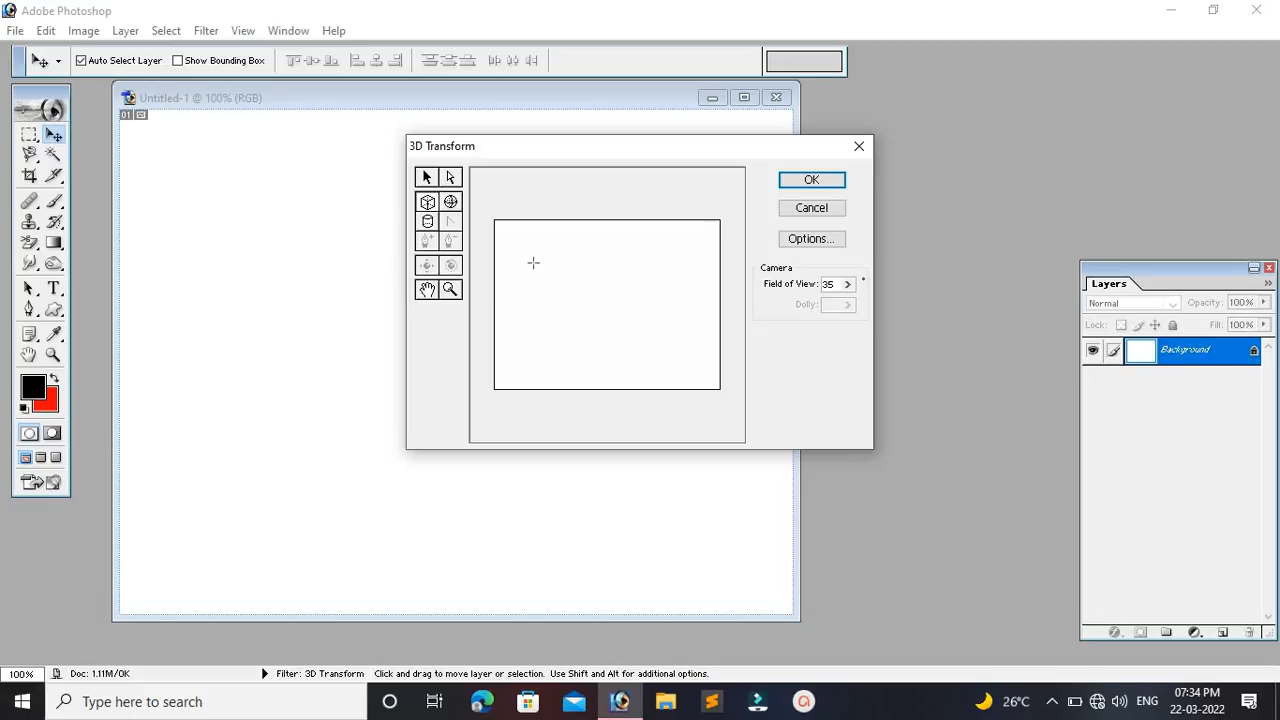 Adobe Photoshop
File Edit Image Layer Select Filter View Window Help
Auto Select Layer Show Bounding Box
Untitled-1 @ 100% (RGB)
01
3D Transform
OK
Cancel
Options...
Camera
Field of View: 35 °
Dolly:
Layers
Normal Opacity: 100%
Lock: Fill: 100%
Background
T
100% Doc: 1.11M/0K Filter: 3D Transform Click and drag to move layer or selection. Use Shift and Alt for additional options.
Type here to search
26°C ENG 07:34 PM
22-03-2022